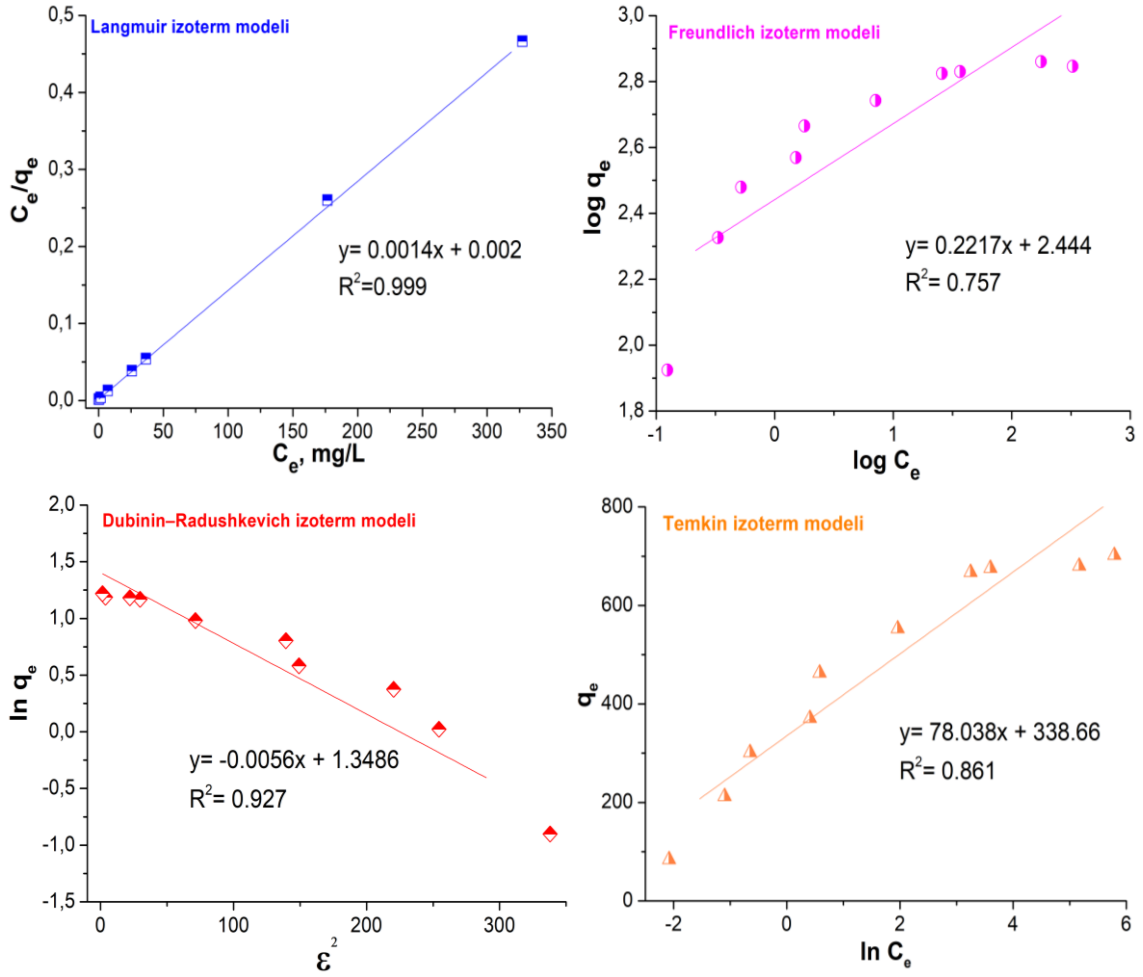 Langmuir izoterm modeli
0,5
0,4
0,3
0,2
0,1
0,0
C_e/q_e
y= 0.0014x + 0.002
R²=0.999
0 50 100 150 200 250 300 350
C_e, mg/L
Freundlich izoterm modeli
3,0
2,8
2,6
2,4
2,2
2,0
1,8
log q_e
y= 0.2217x + 2.444
R²= 0.757
-1 0 1 2 3
log C_e
Dubinin–Radushkevich izoterm modeli
2,0
1,5
1,0
0,5
0,0
-0,5
-1,0
-1,5
ln q_e
y= -0.0056x + 1.3486
R²= 0.927
0 100 200 300
ε²
Temkin izoterm modeli
800
600
400
200
0
q_e
y= 78.038x + 338.66
R²= 0.861
-2 0 2 4 6
ln C_e